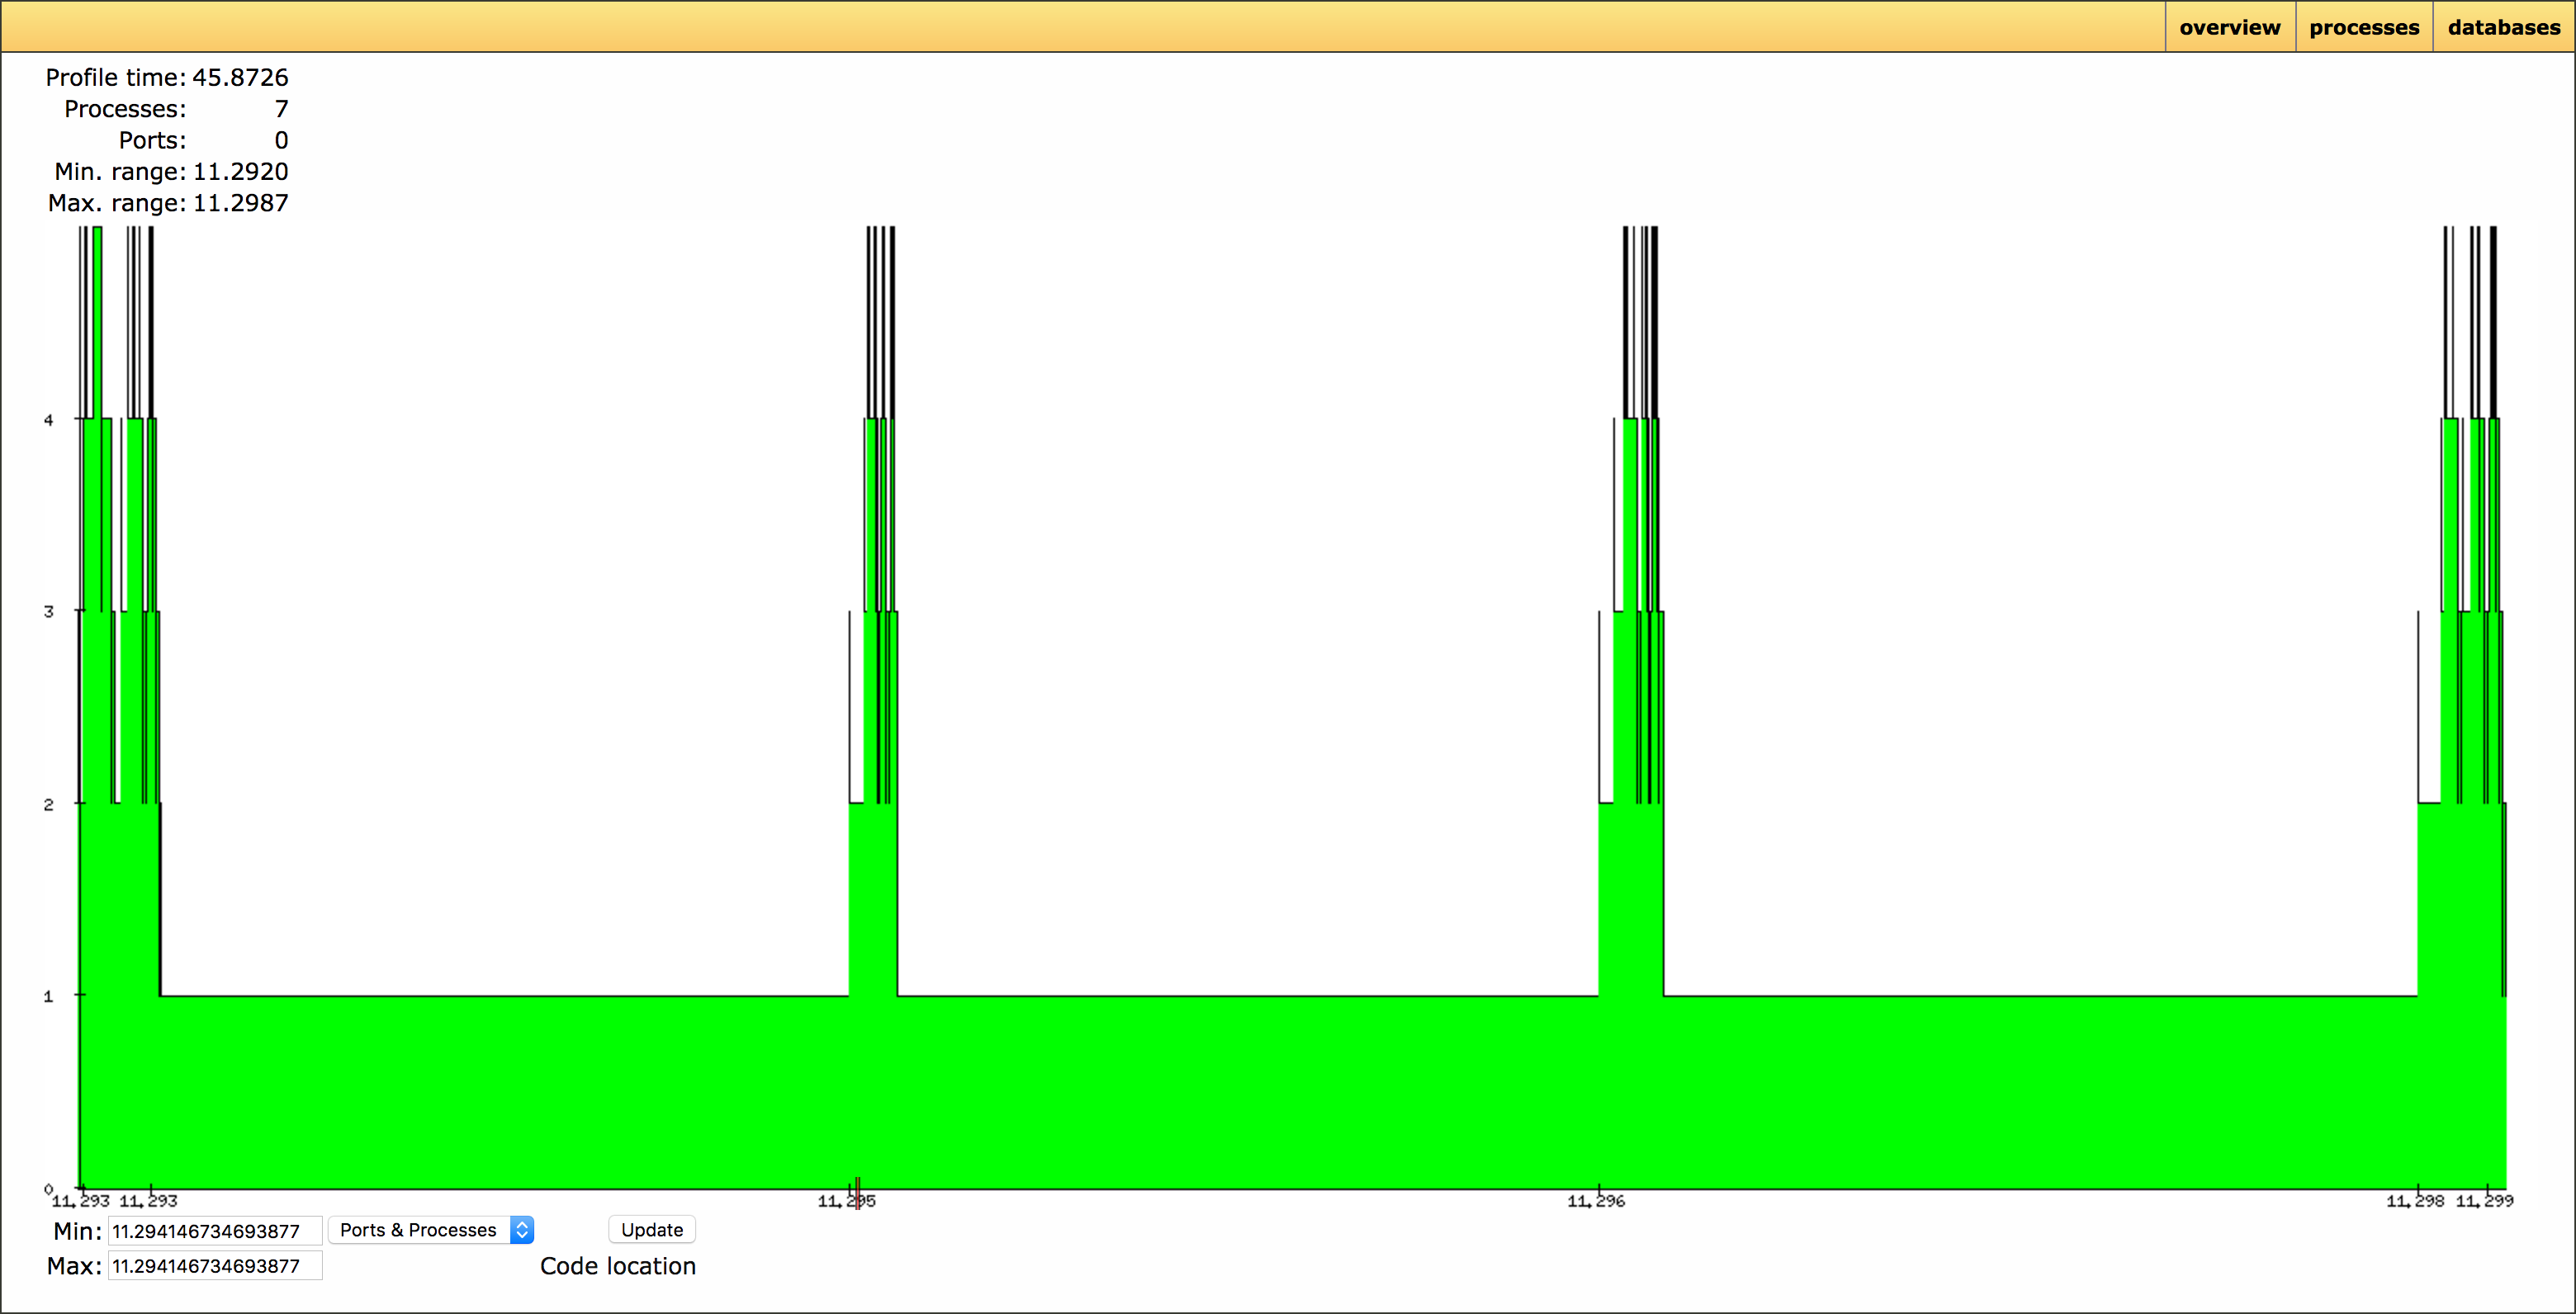 overview processes databases
Profile time: 45.8726
Processes: 7
Ports: 0
Min. range: 11.2920
Max. range: 11.2987
4
3
2
1
0
11.293 11.293 11.295 11.296 11.298 11.299
Min: 11.294146734693877 Ports & Processes Update
Max: 11.294146734693877 Code location